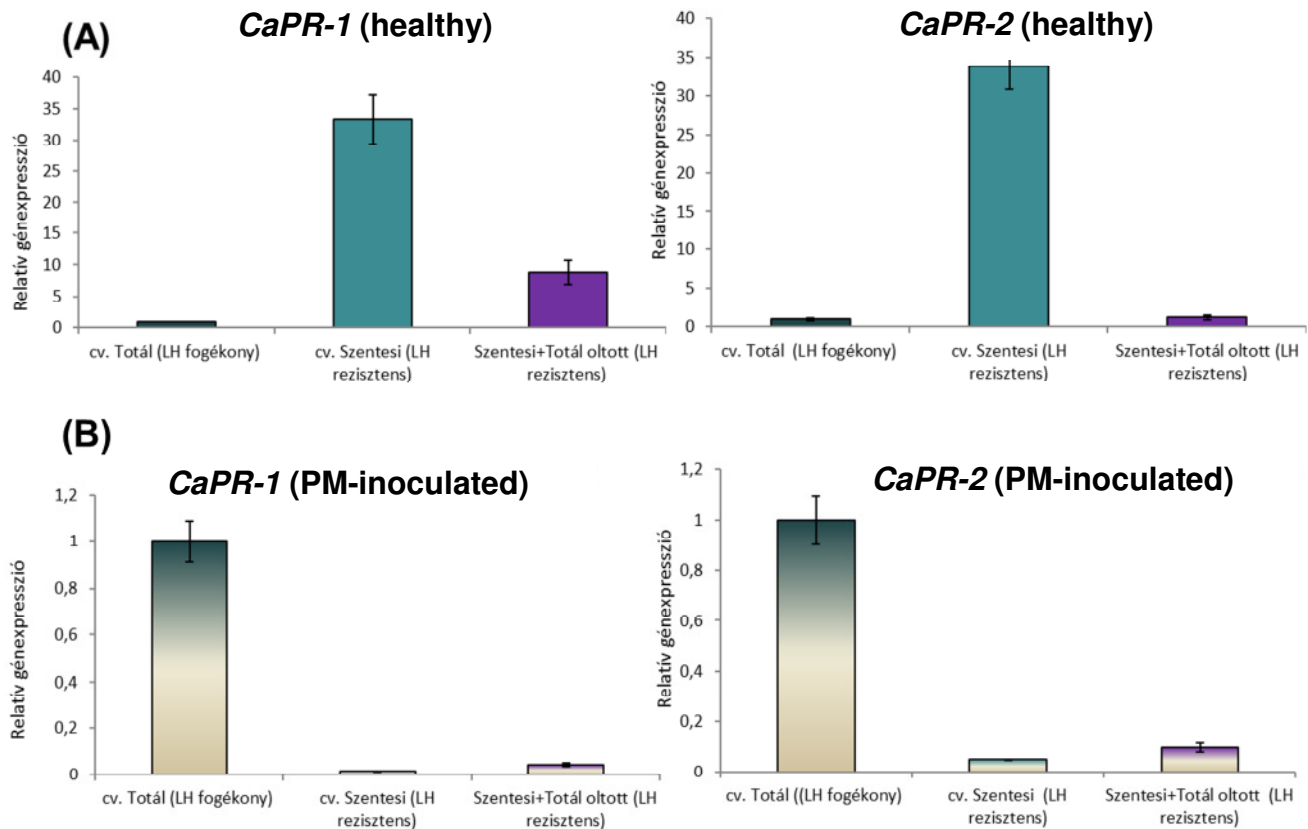 (A)
CaPR-1 (healthy)
Relatív génexpresszió
40
35
30
25
20
15
10
5
0
cv. Totál (LH fogékony)
cv. Szentesi (LH
rezisztens)
Szentesi+Totál oltott (LH
rezisztens)
CaPR-2 (healthy)
Relatív génexpresszió
40
35
30
25
20
15
10
5
0
cv. Totál (LH fogékony)
cv. Szentesi (LH
rezisztens)
Szentesi+Totál oltott (LH
rezisztens)
(B)
CaPR-1 (PM-inoculated)
Relatív génexpresszió
1,2
1
0,8
0,6
0,4
0,2
0
cv. Totál (LH fogékony)
cv. Szentesi (LH
rezisztens)
Szentesi+Totál oltott (LH
rezisztens)
CaPR-2 (PM-inoculated)
Relatív génexpresszió
1,2
1
0,8
0,6
0,4
0,2
0
cv. Totál ((LH fogékony)
cv. Szentesi (LH
rezisztens)
Szentesi+Totál oltott (LH
rezisztens)